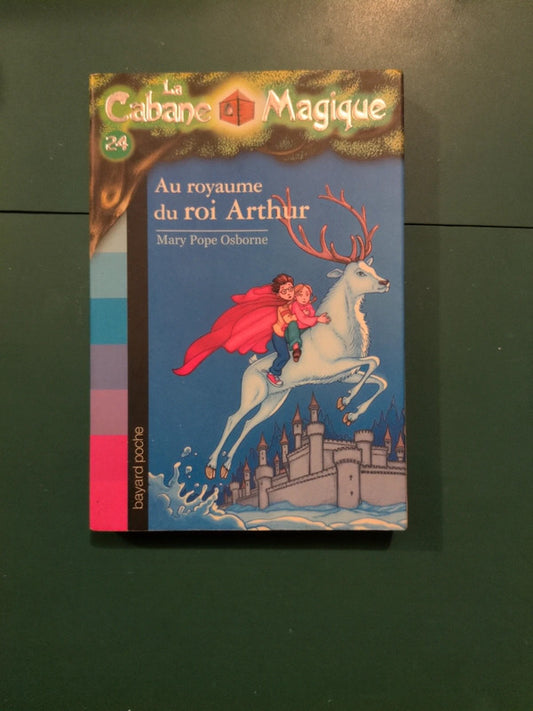 La
Cabane Magique
24
Au royaume
du roi Arthur
Mary Pope Osborne
bayard poche